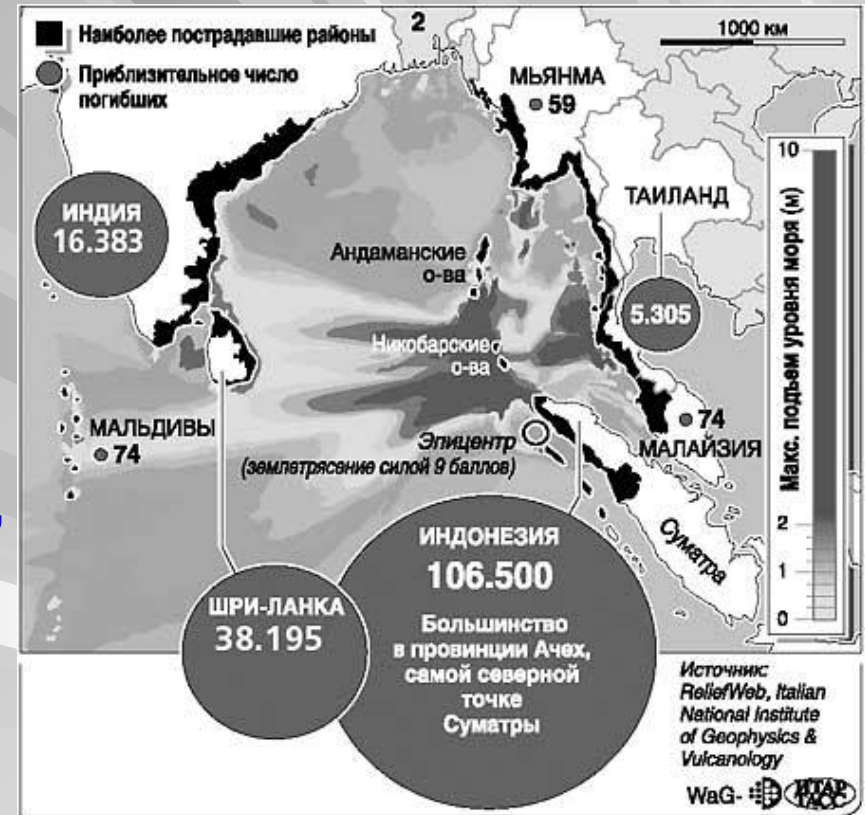 Наиболее пострадавшие районы
Приблизительное число
погибших
2
1000 км
МЬЯНМА
59
ИНДИЯ
16.383
ТАИЛАНД
5.305
Андаманские
о-ва
Никобарские
о-ва
МАЛЬДИВЫ
74
Эпицентр
(землетрясение силой 9 баллов)
74
МАЛАЙЗИЯ
Суматра
Макс. подъем уровня моря (м)
10
2
1
0
ШРИ-ЛАНКА
38.195
ИНДОНЕЗИЯ
106.500
Большинство
в провинции Ачех,
самой северной
точке
Суматры
Источник:
ReliefWeb, Italian
National Institute
of Geophysics &
Vulcanology
WaG-
ИТАР
ТАСС